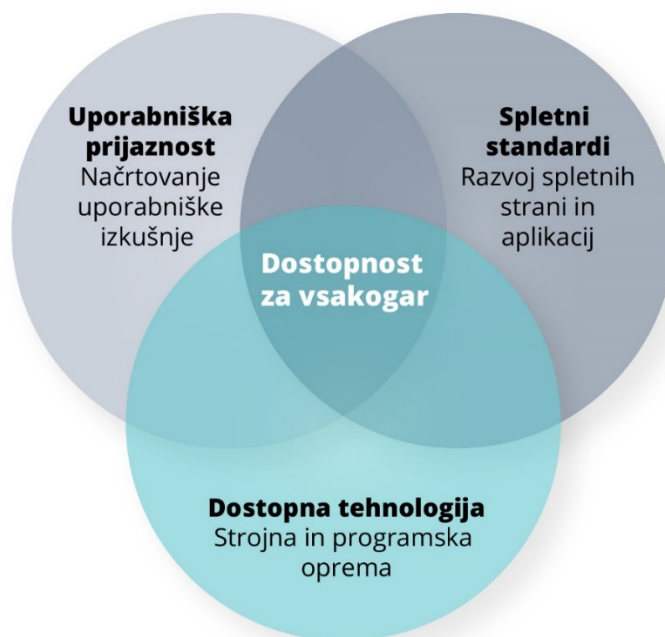 Uporabniška
prijaznost
Načrtovanje
uporabniške
izkušnje
Spletni
standardi
Razvoj spletnih
strani in
aplikacij
Dostopnost
za vsakogar
Dostopna tehnologija
Strojna in programska
oprema